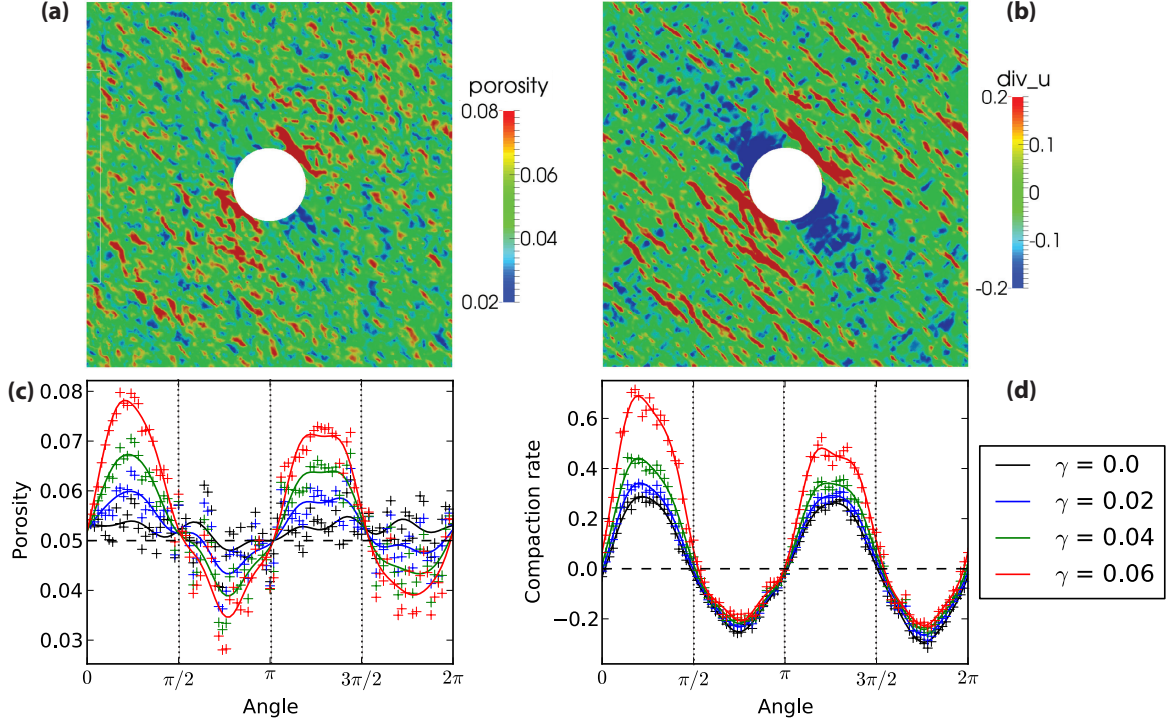 (a)
porosity
0.08
0.06
0.04
0.02
(b)
div_u
0.2
0.1
0
-0.1
-0.2
(c)
Porosity
0.08
0.07
0.06
0.05
0.04
0.03
0
π/2
π
3π/2
2π
Angle
(d)
Compaction rate
0.6
0.4
0.2
0.0
−0.2
0
π/2
π
3π/2
2π
Angle
γ = 0.0
γ = 0.02
γ = 0.04
γ = 0.06